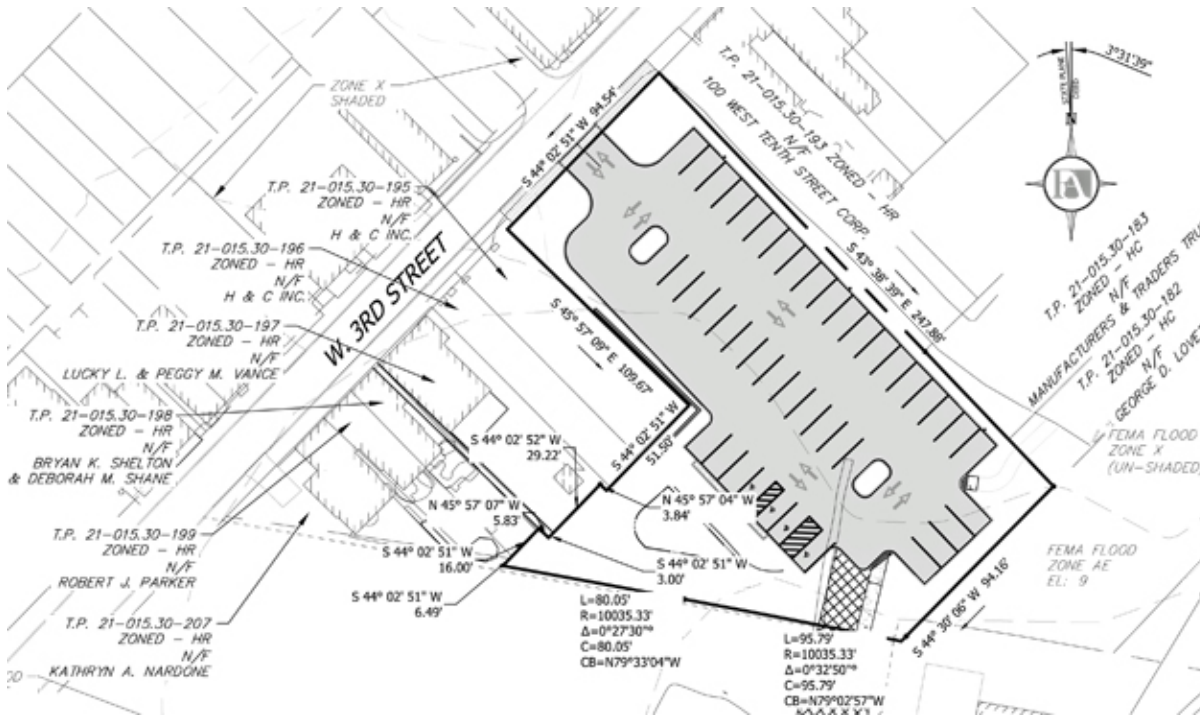 ZONE X
SHADED
T.P. 21-015.30-195
ZONED - HR
N/F
H & C INC.
T.P. 21-015.30-196
ZONED - HR
N/F
H & C INC.
T.P. 21-015.30-197
ZONED - HR
N/F
LUCKY L. & PEGGY M. VANCE
T.P. 21-015.30-198
ZONED - HR
N/F
BRYAN K. SHELTON
& DEBORAH M. SHANE
T.P. 21-015.30-199
ZONED - HR
N/F
ROBERT J. PARKER
T.P. 21-015.30-207
ZONED - HR
N/F
KATHRYN A. NARDONE
W. 3RD STREET
S 44° 02' 51" W 94.54'
T.P. 21-015.30-193 ZONED - HR
N/F
100 WEST TENTH STREET CORP.
S 43° 38' 39" E 247.88'
S 45° 57' 09" E 109.67'
S 44° 02' 51" W
51.50'
S 44° 02' 52" W
29.22'
N 45° 57' 04" W
3.84'
N 45° 57' 07" W
5.83'
S 44° 02' 51" W
3.00'
S 44° 02' 51" W
16.00'
S 44° 02' 51" W
6.49'
L=80.05'
R=10035.33'
Δ=0°27'30"
C=80.05'
CB=N79°33'04"W
L=95.79'
R=10035.33'
Δ=0°32'50"
C=95.79'
CB=N79°02'57"W
S 44° 30' 06" W 94.16'
3°31'39"
STATE PLANE
T.P. 21-015.30-183
ZONED - HC
N/F
MANUFACTURERS & TRADERS
T.P. 21-015.30-182
ZONED - HC
N/F
GEORGE D.
FEMA FLOOD
ZONE X
(UN-SHADED)
FEMA FLOOD
ZONE AE
EL: 9